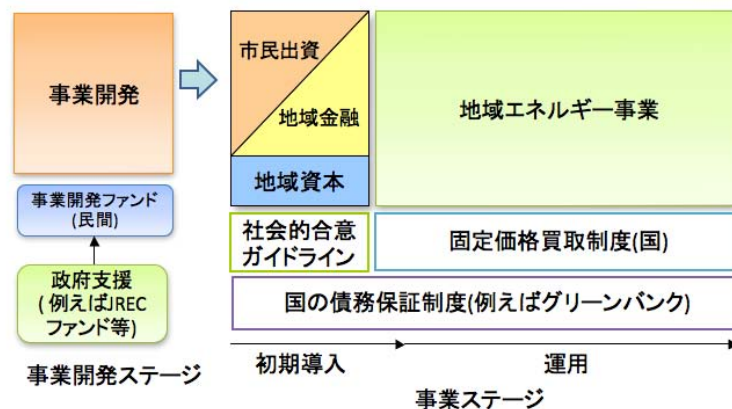 事業開発
事業開発ファンド
(民間)
政府支援
(例えばJREC
ファンド等)
事業開発ステージ
市民出資
地域金融
地域資本
地域エネルギー事業
社会的合意
ガイドライン
固定価格買取制度(国)
国の債務保証制度(例えばグリーンバンク)
初期導入
運用
事業ステージ